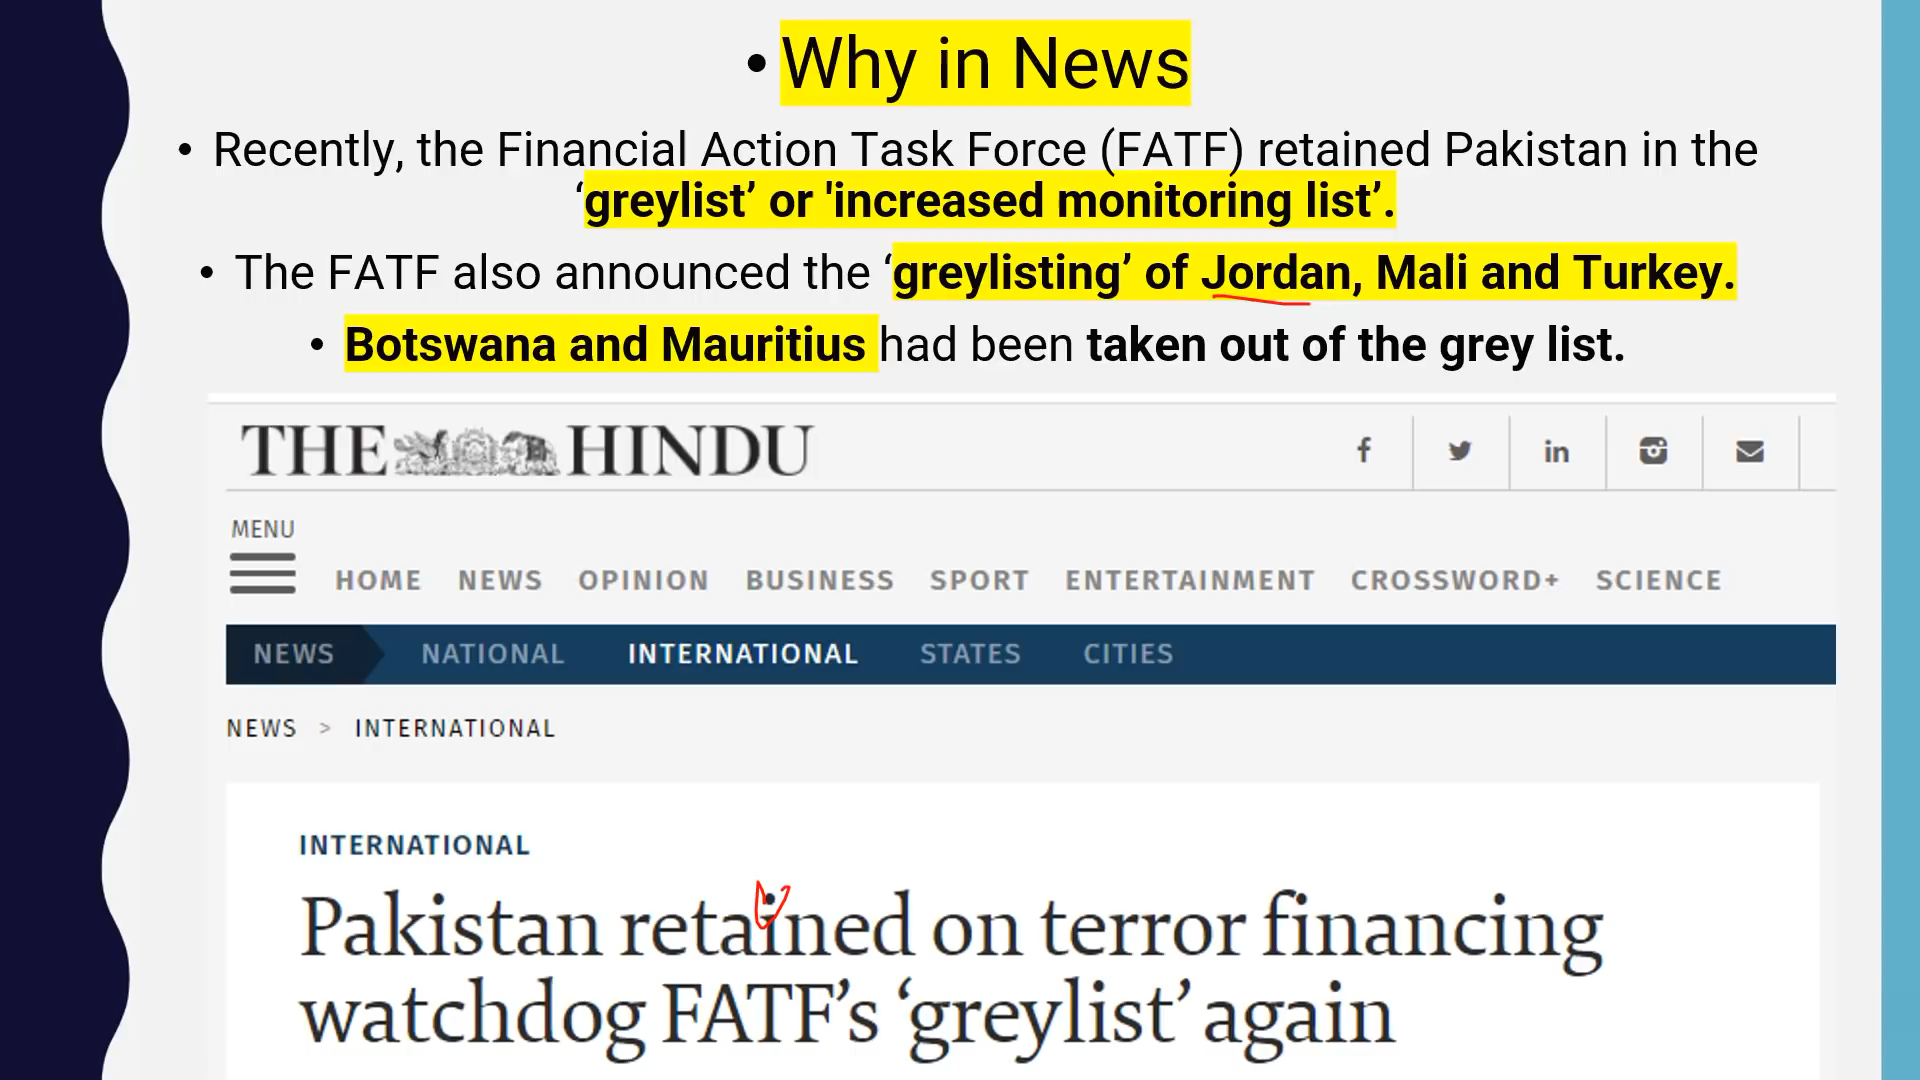 • Why in News
• Recently, the Financial Action Task Force (FATF) retained Pakistan in the
‘greylist’ or 'increased monitoring list’.
• The FATF also announced the ‘greylisting’ of Jordan, Mali and Turkey.
• Botswana and Mauritius had been taken out of the grey list.
THE HINDU
MENU
HOME NEWS OPINION BUSINESS SPORT ENTERTAINMENT CROSSWORD+ SCIENCE
NEWS NATIONAL INTERNATIONAL STATES CITIES
NEWS > INTERNATIONAL
INTERNATIONAL
Pakistan retained on terror financing
watchdog FATF’s ‘greylist’ again